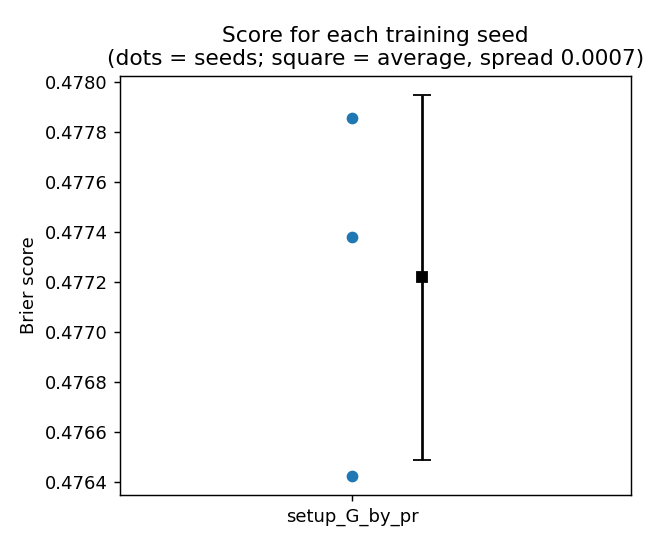 Score for each training seed
(dots = seeds; square = average, spread 0.0007)
0.4780
0.4778
0.4776
0.4774
0.4772
0.4770
0.4768
0.4766
0.4764
Brier score
setup_G_by_pr